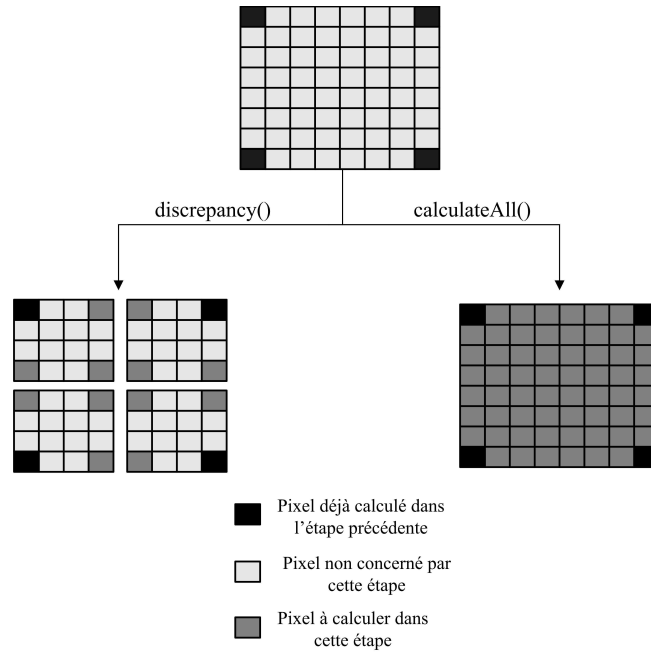 discrepancy()
calculateAll()
Pixel déjà calculé dans
l'étape précédente
Pixel non concerné par
cette étape
Pixel à calculer dans
cette étape